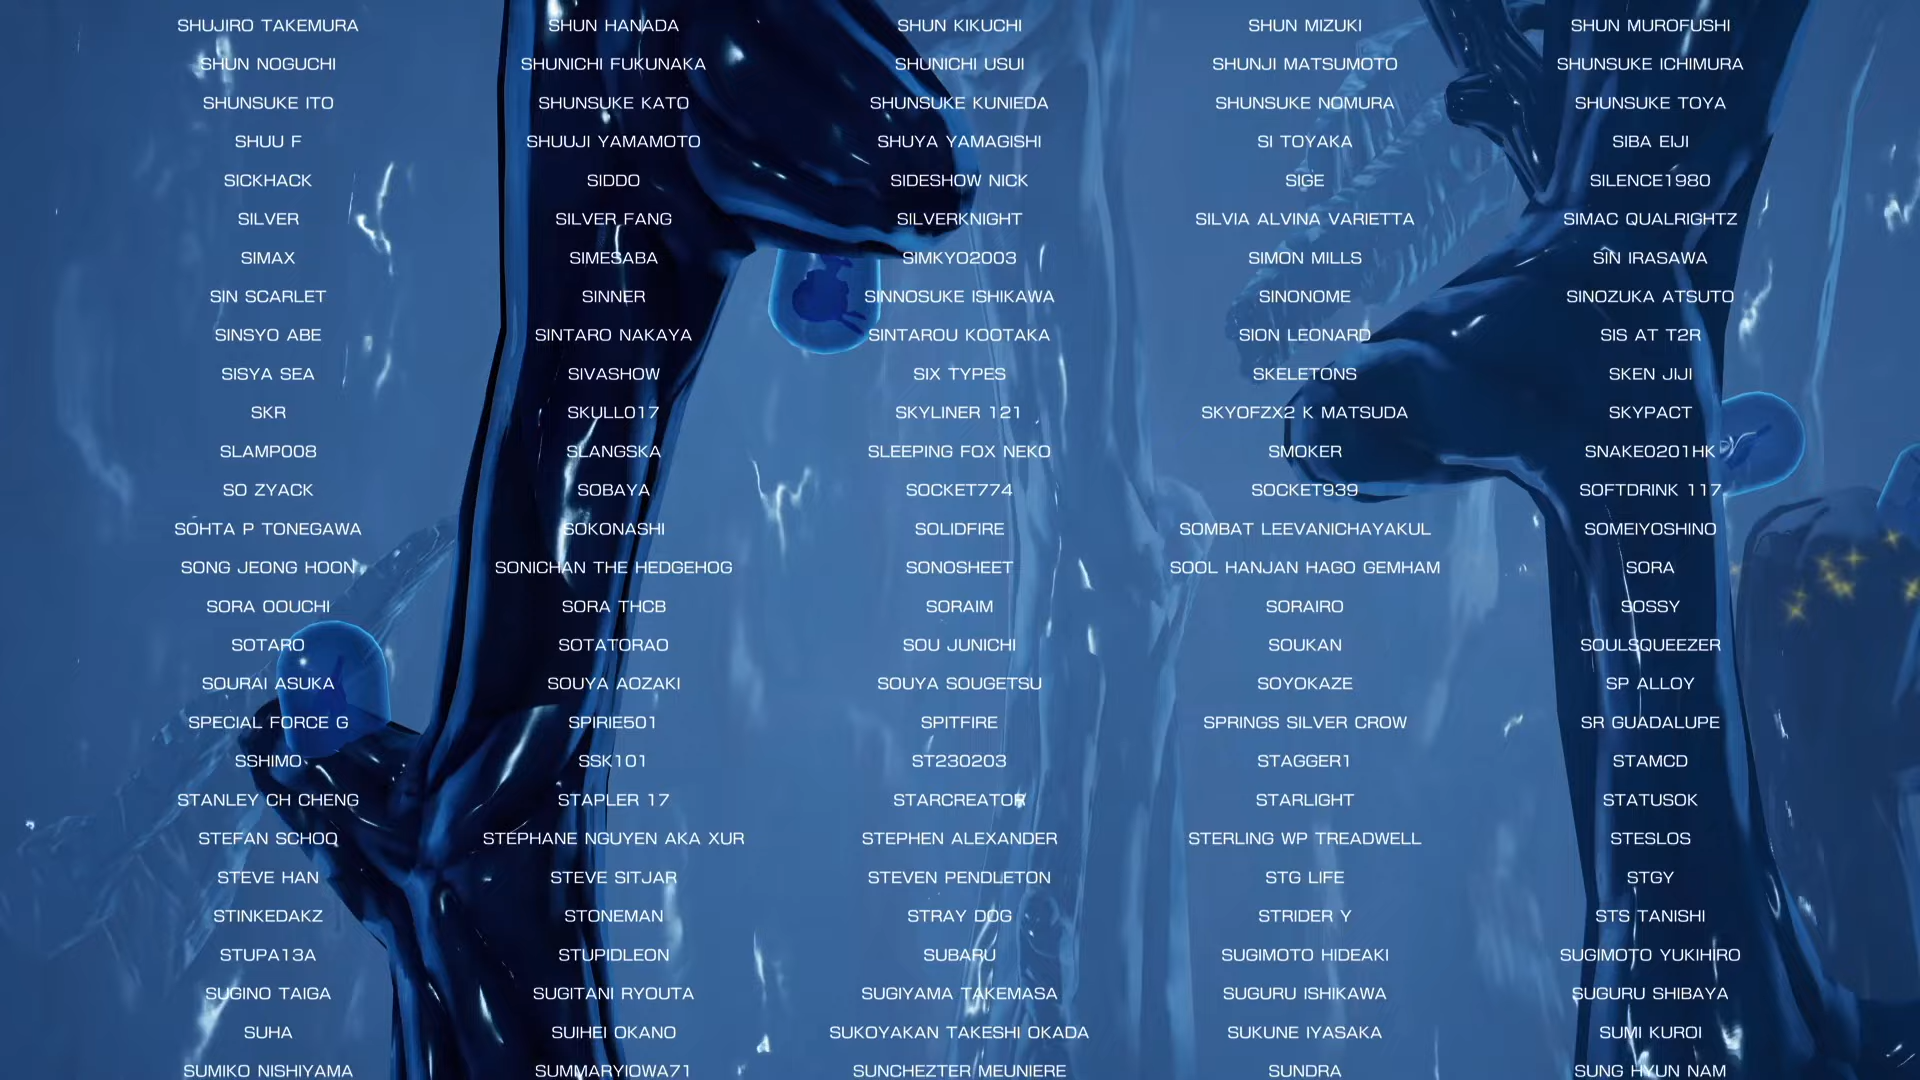 SHUJIRO TAKEMURA SHUN HANADA SHUN KIKUCHI SHUN MIZUKI SHUN MUROFUSHI
SHUN NOGUCHI SHUNICHI FUKUNAKA SHUNICHI USUI SHUNJI MATSUMOTO SHUNSUKE ICHIMURA
SHUNSUKE ITO SHUNSUKE KATO SHUNSUKE KUNIEDA SHUNSUKE NOMURA SHUNSUKE TOYA
SHUU F SHUUJI YAMAMOTO SHUYA YAMAGISHI SI TOYAKA SIBA EIJI
SICKHACK SIDDO SIDESHOW NICK SIGE SILENCE1980
SILVER SILVER FANG SILVERKNIGHT SILVIA ALVINA VARIETTA SIMAC QUALRIGHTZ
SIMAX SIMESABA SIMKYO2003 SIMON MILLS SIN IRASAWA
SIN SCARLET SINNER SINNOSUKE ISHIKAWA SINONOME SINOZUKA ATSUTO
SINSYO ABE SINTARO NAKAYA SINTAROU KOOTAKA SION LEONARD SIS AT T2R
SISYA SEA SIVASHOW SIX TYPES SKELETONS SKEN JIJI
SKR SKULL017 SKYLINER 121 SKYOFZX2 K MATSUDA SKYPACT
SLAMP008 SLANGSKA SLEEPING FOX NEKO SMOKER SNAKE0201HK
SO ZYACK SOBAYA SOCKET774 SOCKET939 SOFTDRINK 117
SOHTA P TONEGAWA SOKONASHI SOLIDFIRE SOMBAT LEEVANICHAYAKUL SOMEIYOSHINO
SONG JEONG HOON SONICHAN THE HEDGEHOG SONOSHEET SOOL HANJAN HAGO GEMHAM SORA
SORA OOUCHI SORA THCB SORAIM SORAIRO SOSSY
SOTARO SOTATORAO SOU JUNICHI SOUKAN SOULSQUEEZER
SOURAI ASUKA SOUYA AOZAKI SOUYA SOUGETSU SOYOKAZE SP ALLOY
SPECIAL FORCE G SPIRIE501 SPITFIRE SPRINGS SILVER CROW SR GUADALUPE
SSHIMO SSK101 ST230203 STAGGER1 STAMCD
STANLEY CH CHENG STAPLER 17 STARCREATOR STARLIGHT STATUSOK
STEFAN SCHOO STEPHANE NGUYEN AKA XUR STEPHEN ALEXANDER STERLING WP TREADWELL STESLOS
STEVE HAN STEVE SITJAR STEVEN PENDLETON STG LIFE STGY
STINKEDAKZ STONEMAN STRAY DOG STRIDER Y STS TANISHI
STUPA13A STUPIDLEON SUBARU SUGIMOTO HIDEAKI SUGIMOTO YUKIHIRO
SUGINO TAIGA SUGITANI RYOUTA SUGIYAMA TAKEMASA SUGURU ISHIKAWA SUGURU SHIBAYA
SUHA SUIHEI OKANO SUKOYAKAN TAKESHI OKADA SUKUNE IYASAKA SUMI KUROI
SUMIKO NISHIYAMA SUMMARYIOWA71 SUNCHEZTER MEUNIERE SUNDRA SUNG HYUN NAM